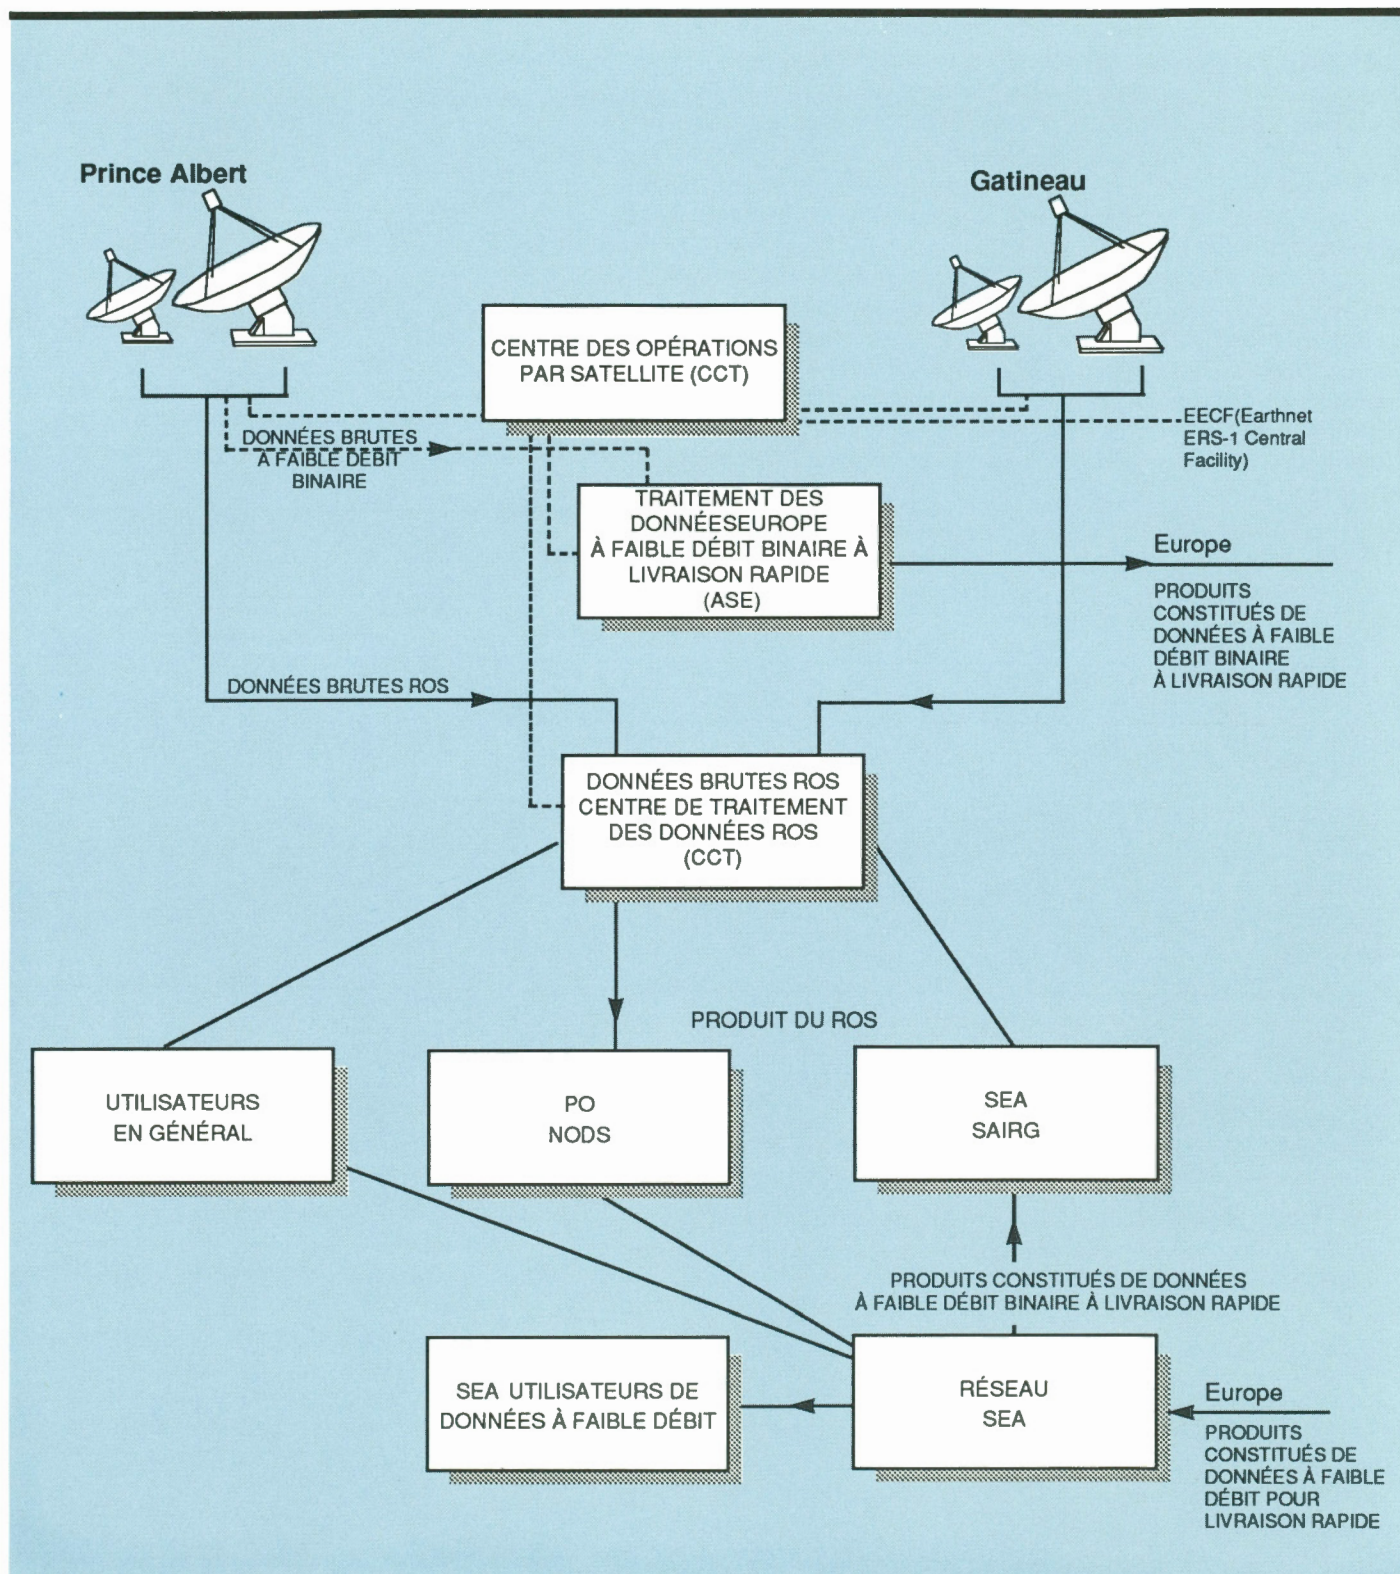 Prince Albert
Gatineau
CENTRE DES OPÉRATIONS
PAR SATELLITE (CCT)
EECF(Earthnet
ERS-1 Central
Facility)
DONNÉES BRUTES
À FAIBLE DÉBIT
BINAIRE
TRAITEMENT DES
DONNÉESEUROPE
À FAIBLE DÉBIT BINAIRE À
LIVRAISON RAPIDE
(ASE)
Europe
PRODUITS
CONSTITUÉS DE
DONNÉES À FAIBLE
DÉBIT BINAIRE
À LIVRAISON RAPIDE
DONNÉES BRUTES ROS
DONNÉES BRUTES ROS
CENTRE DE TRAITEMENT
DES DONNÉES ROS
(CCT)
PRODUIT DU ROS
UTILISATEURS
EN GÉNÉRAL
PO
NODS
SEA
SAIRG
PRODUITS CONSTITUÉS DE DONNÉES
À FAIBLE DÉBIT BINAIRE À LIVRAISON RAPIDE
SEA UTILISATEURS DE
DONNÉES À FAIBLE DÉBIT
RÉSEAU
SEA
Europe
PRODUITS
CONSTITUÉS DE
DONNÉES À FAIBLE
DÉBIT POUR
LIVRAISON RAPIDE